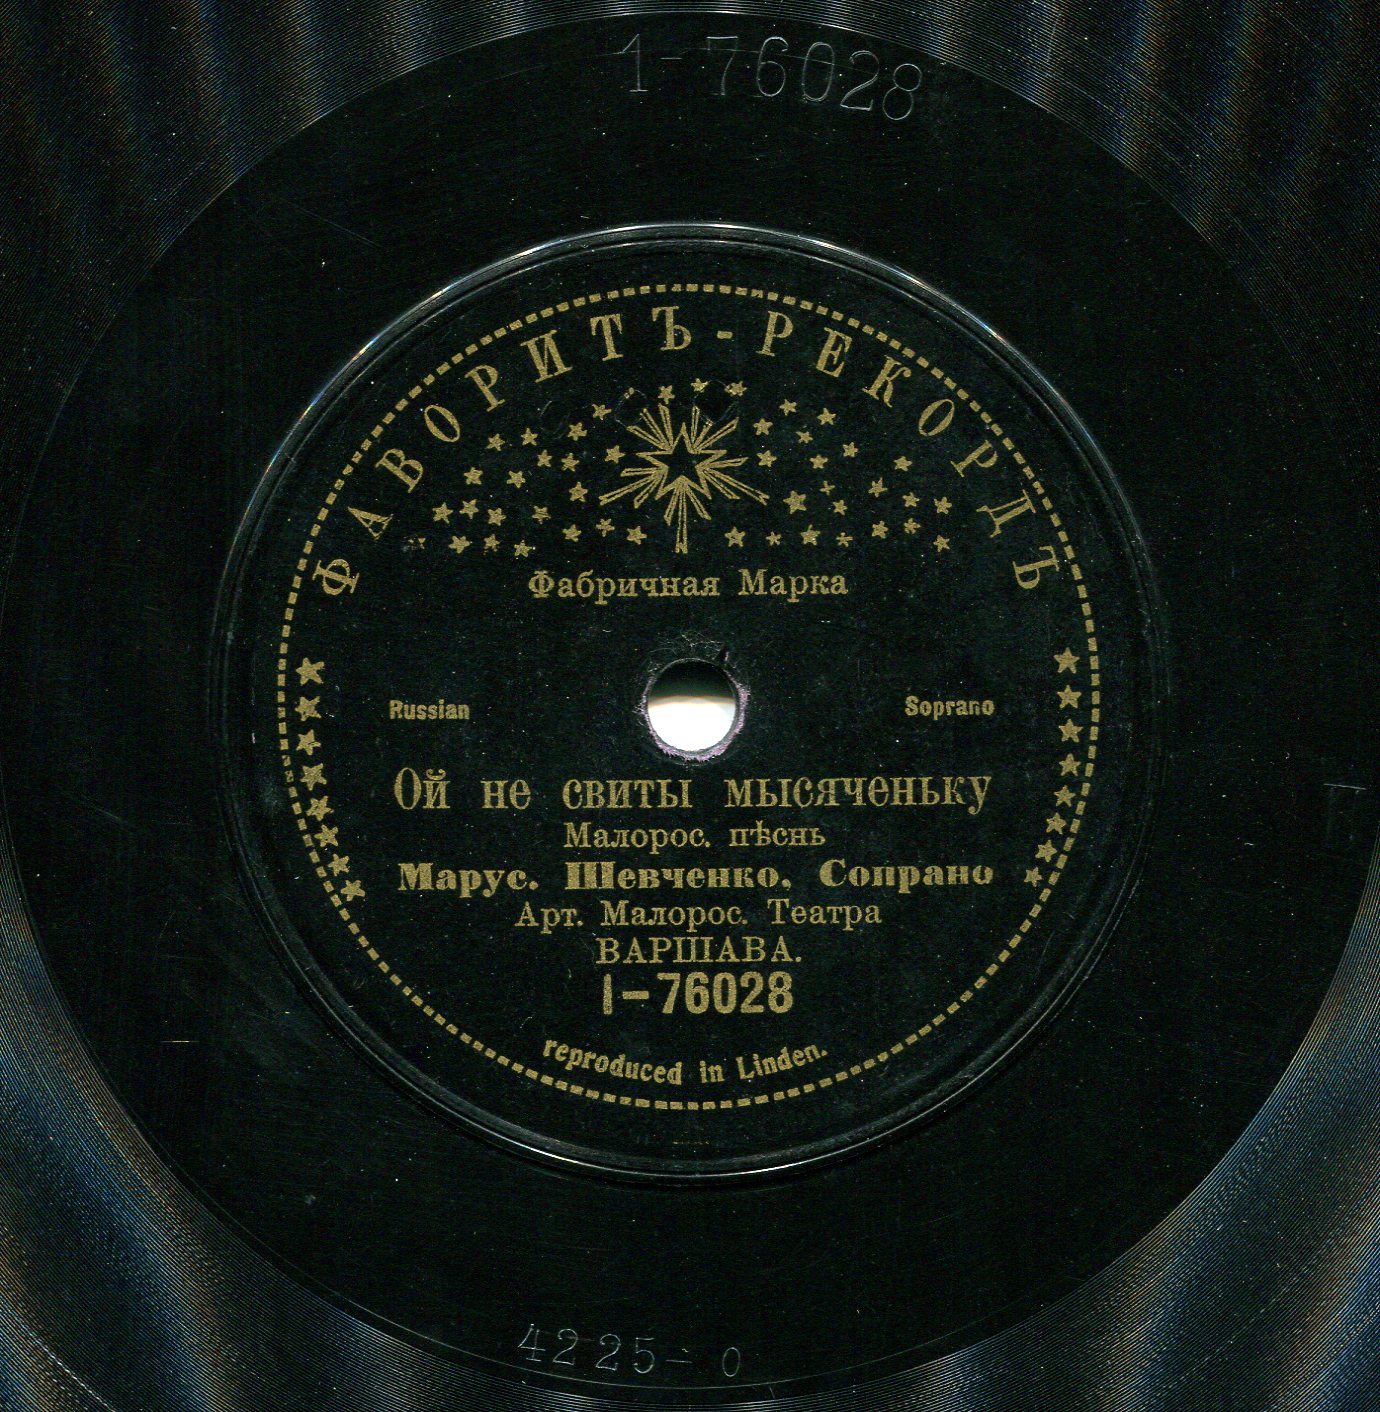 1-76028
ФАВОРИТЪ-РЕКОРДЪ
Фабричная Марка
Russian
Soprano
Ой не свиты мысяченьку
Малорос. пѣснь
Марус. Шевченко. Сопрано
Арт. Малорос. Театра
ВАРШАВА.
1-76028
reproduced in Linden.
4225-0